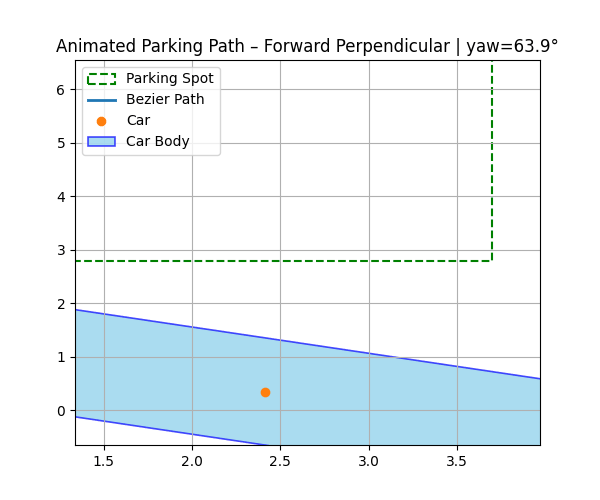 Animated Parking Path – Forward Perpendicular | yaw=63.9°
Parking Spot
Bezier Path
Car
Car Body
6
5
4
3
2
1
0
1.5 2.0 2.5 3.0 3.5